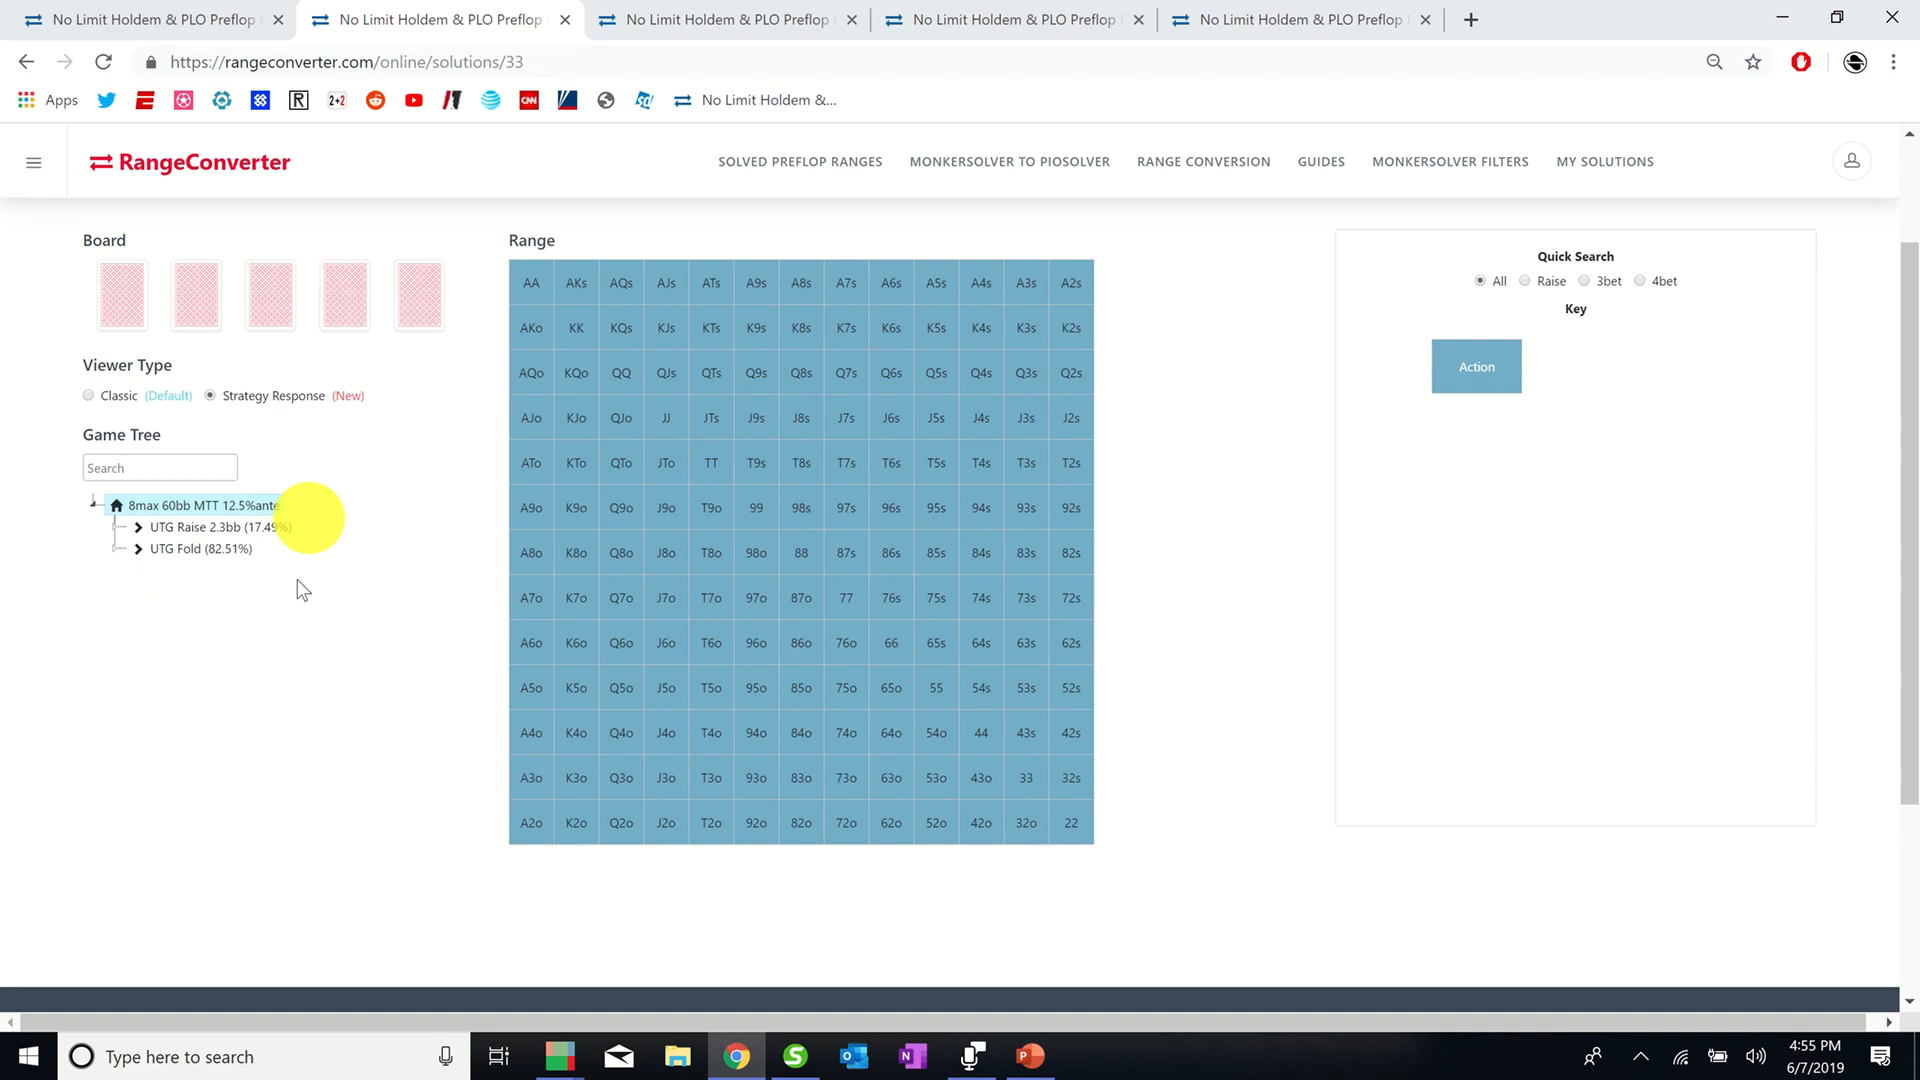 No Limit Holdem & PLO Preflop
No Limit Holdem & PLO Preflop
No Limit Holdem & PLO Preflop
No Limit Holdem & PLO Preflop
No Limit Holdem & PLO Preflop
https://rangeconverter.com/online/solutions/33
Apps
2+2
CNN
No Limit Holdem &...
RangeConverter
SOLVED PREFLOP RANGES
MONKERSOLVER TO PIOSOLVER
RANGE CONVERSION
GUIDES
MONKERSOLVER FILTERS
MY SOLUTIONS
Board
Viewer Type
Classic (Default) Strategy Response (New)
Game Tree
Search
8max 60bb MTT 12.5%ante
UTG Raise 2.3bb (17.49%)
UTG Fold (82.51%)
Range
AA AKs AQs AJs ATs A9s A8s A7s A6s A5s A4s A3s A2s
AKo KK KQs KJs KTs K9s K8s K7s K6s K5s K4s K3s K2s
AQo KQo QQ QJs QTs Q9s Q8s Q7s Q6s Q5s Q4s Q3s Q2s
AJo KJo QJo JJ JTs J9s J8s J7s J6s J5s J4s J3s J2s
ATo KTo QTo JTo TT T9s T8s T7s T6s T5s T4s T3s T2s
A9o K9o Q9o J9o T9o 99 98s 97s 96s 95s 94s 93s 92s
A8o K8o Q8o J8o T8o 98o 88 87s 86s 85s 84s 83s 82s
A7o K7o Q7o J7o T7o 97o 87o 77 76s 75s 74s 73s 72s
A6o K6o Q6o J6o T6o 96o 86o 76o 66 65s 64s 63s 62s
A5o K5o Q5o J5o T5o 95o 85o 75o 65o 55 54s 53s 52s
A4o K4o Q4o J4o T4o 94o 84o 74o 64o 54o 44 43s 42s
A3o K3o Q3o J3o T3o 93o 83o 73o 63o 53o 43o 33 32s
A2o K2o Q2o J2o T2o 92o 82o 72o 62o 52o 42o 32o 22
Quick Search
All Raise 3bet 4bet
Key
Action
Type here to search
4:55 PM
6/7/2019